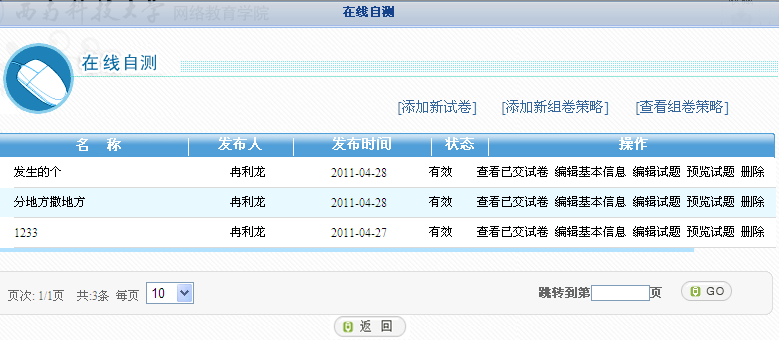 西南科技大学 网络教育学院
在线自测
在线自测
[添加新试卷] [添加新组卷策略] [查看组卷策略]
名 称 发布人 发布时间 状态 操作
发生的个 冉利龙 2011-04-28 有效 查看已交试卷 编辑基本信息 编辑试题 预览试题 删除
分地方撒地方 冉利龙 2011-04-28 有效 查看已交试卷 编辑基本信息 编辑试题 预览试题 删除
1233 冉利龙 2011-04-27 有效 查看已交试卷 编辑基本信息 编辑试题 预览试题 删除
页次: 1/1页 共:3条 每页 10 跳转到第 页 GO
返 回